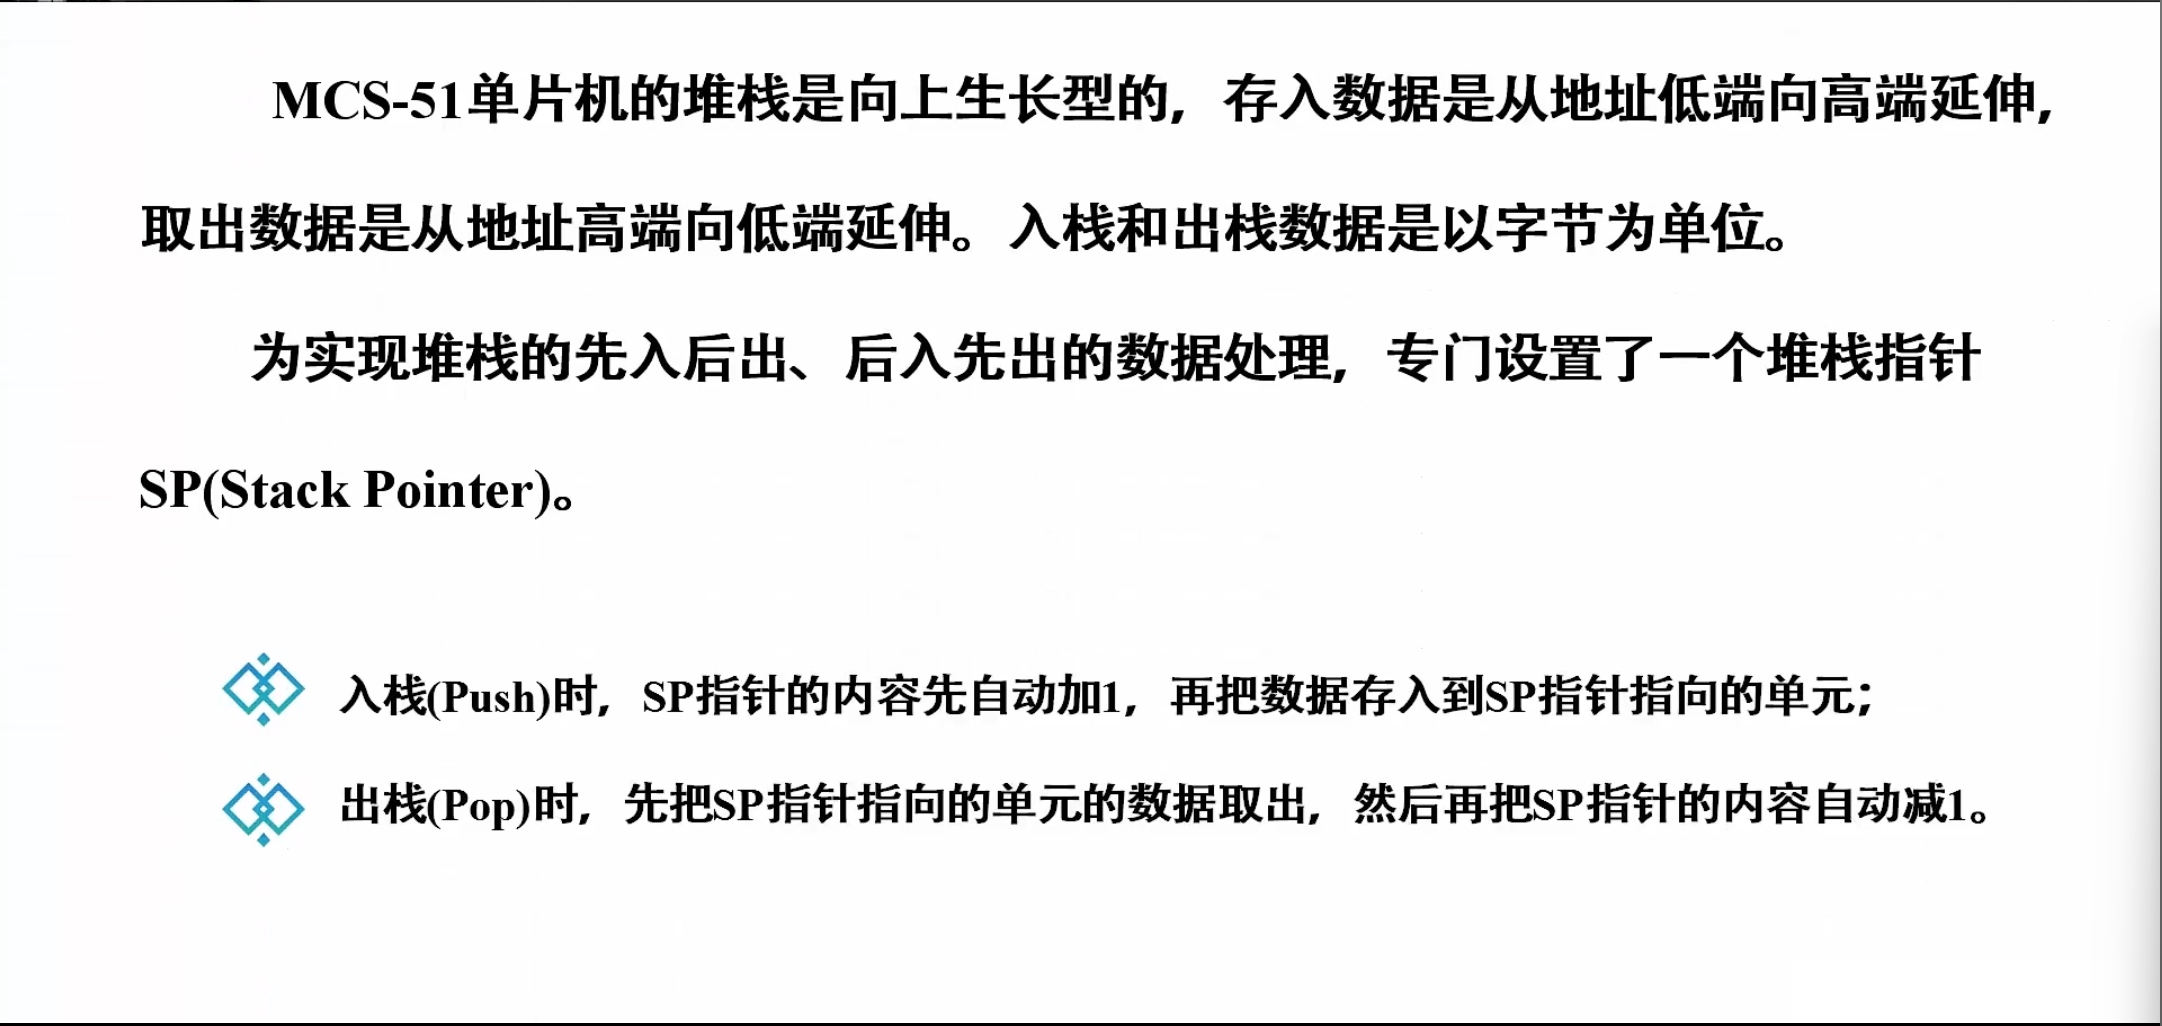 MCS-51单片机的堆栈是向上生长型的，存入数据是从地址低端向高端延伸，
取出数据是从地址高端向低端延伸。入栈和出栈数据是以字节为单位。
为实现堆栈的先入后出、后入先出的数据处理，专门设置了一个堆栈指针
SP(Stack Pointer)。
入栈(Push)时，SP指针的内容先自动加1，再把数据存入到SP指针指向的单元；
出栈(Pop)时，先把SP指针指向的单元的数据取出，然后再把SP指针的内容自动减1。